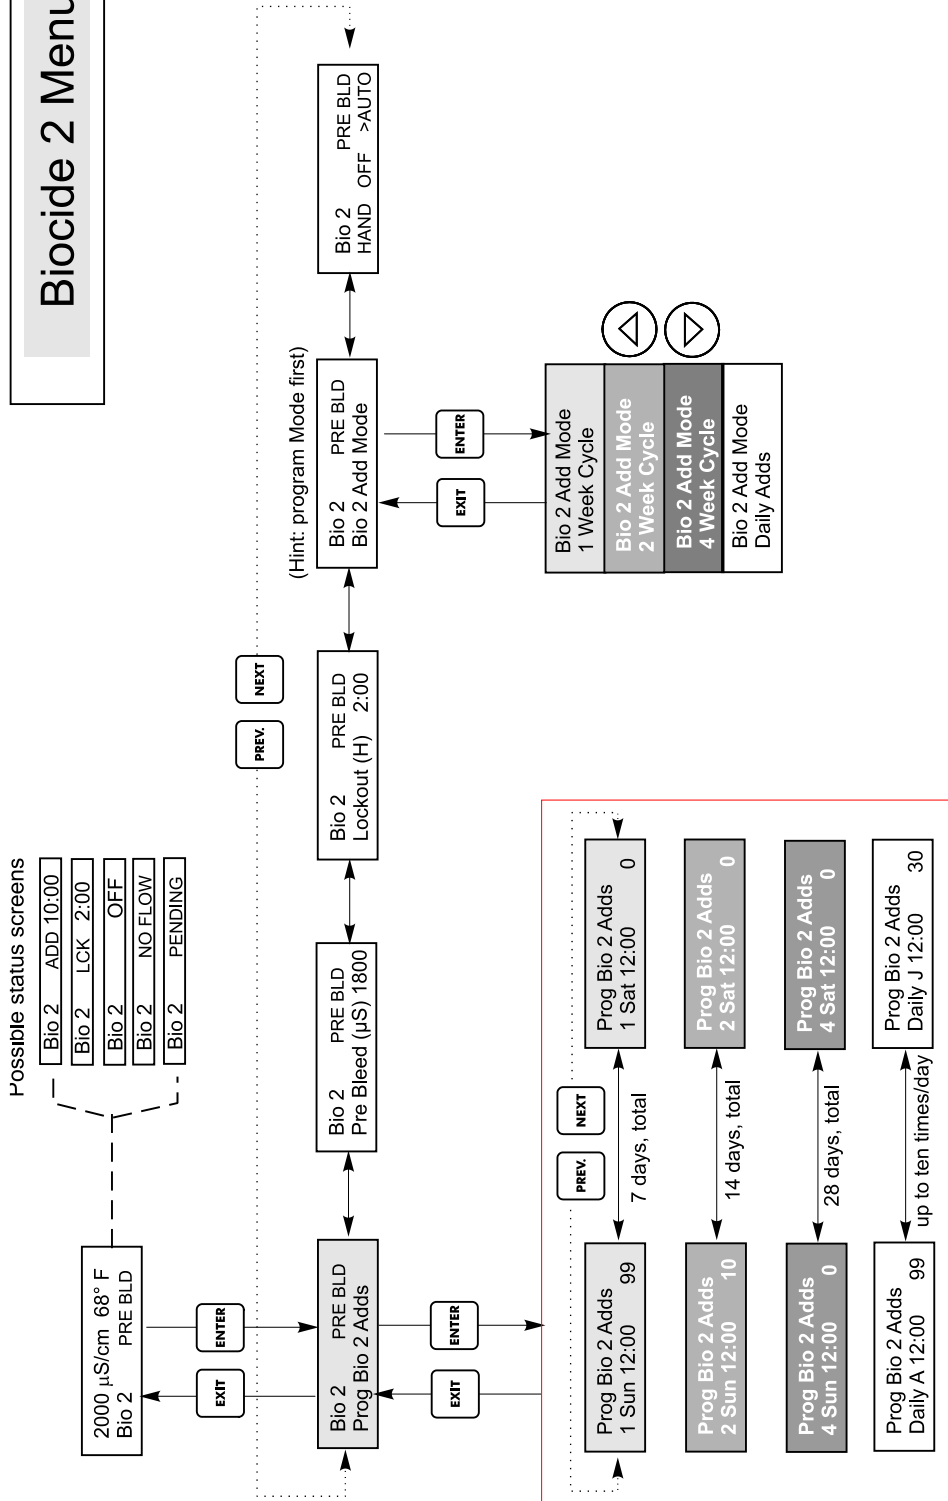 Biocide 2 Menu
Possible status screens
Bio 2 ADD 10:00
Bio 2 LCK 2:00
Bio 2 OFF
Bio 2 NO FLOW
Bio 2 PENDING
2000 µS/cm 68° F
Bio 2 PRE BLD
EXIT
ENTER
PREV.
NEXT
(Hint: program Mode first)
Bio 2 PRE BLD
Prog Bio 2 Adds
Bio 2 PRE BLD
Pre Bleed (µS) 1800
Bio 2 PRE BLD
Lockout (H) 2:00
Bio 2 PRE BLD
Bio 2 Add Mode
Bio 2 PRE BLD
HAND OFF >AUTO
EXIT
ENTER
EXIT
ENTER
Bio 2 Add Mode
1 Week Cycle
Bio 2 Add Mode
2 Week Cycle
Bio 2 Add Mode
4 Week Cycle
Bio 2 Add Mode
Daily Adds
PREV.
NEXT
Prog Bio 2 Adds
1 Sun 12:00 99
7 days, total
Prog Bio 2 Adds
1 Sat 12:00 0
Prog Bio 2 Adds
2 Sun 12:00 10
14 days, total
Prog Bio 2 Adds
2 Sat 12:00 0
Prog Bio 2 Adds
4 Sun 12:00 0
28 days, total
Prog Bio 2 Adds
4 Sat 12:00 0
Prog Bio 2 Adds
Daily A 12:00 99
up to ten times/day
Prog Bio 2 Adds
Daily J 12:00 30